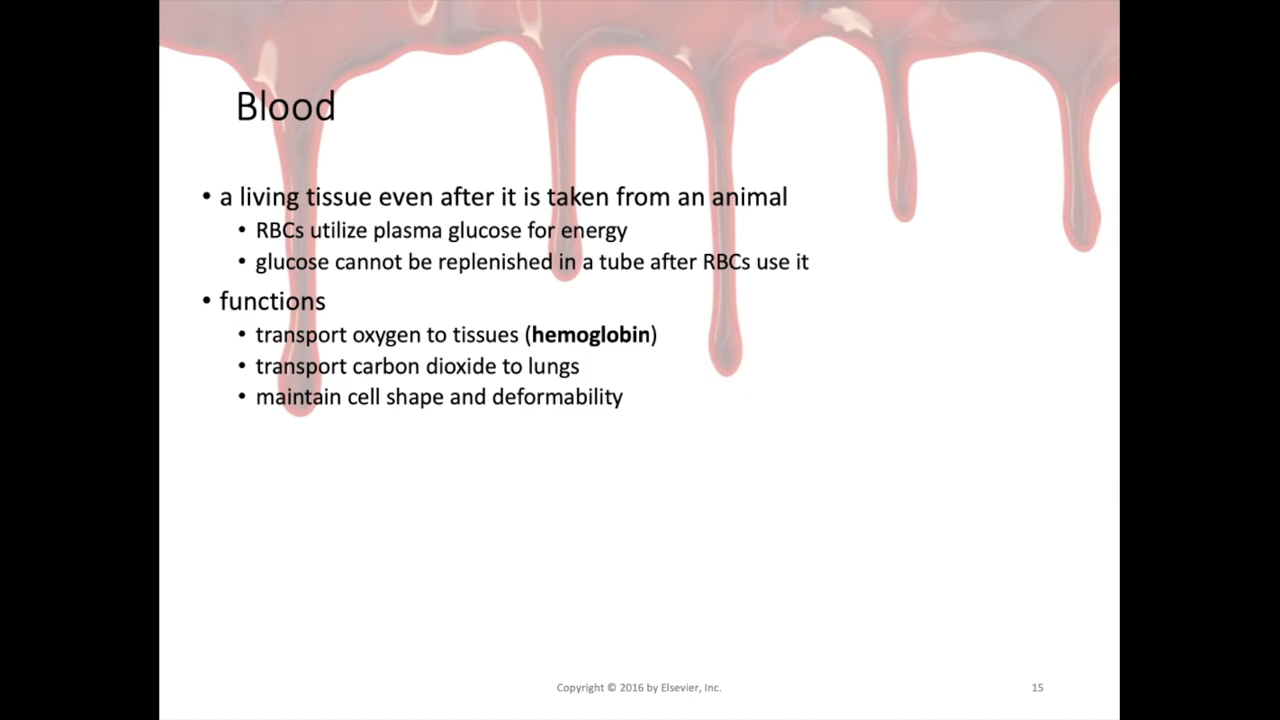 Blood
• a living tissue even after it is taken from an animal
• RBCs utilize plasma glucose for energy
• glucose cannot be replenished in a tube after RBCs use it
• functions
• transport oxygen to tissues (hemoglobin)
• transport carbon dioxide to lungs
• maintain cell shape and deformability
Copyright © 2016 by Elsevier, Inc.
15